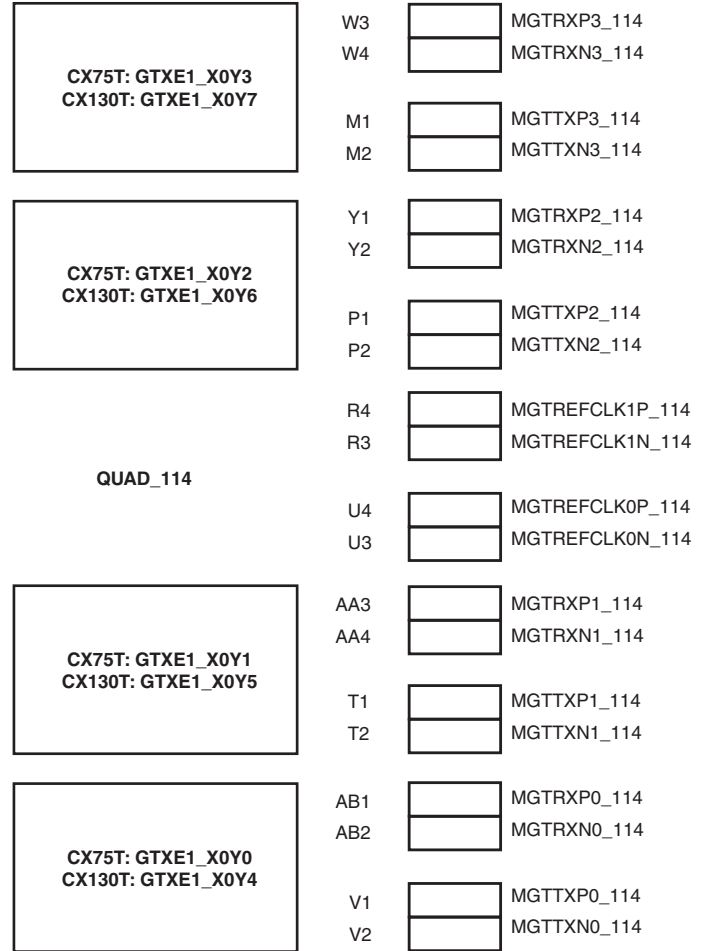 W3 MGTRXP3_114
W4 MGTRXN3_114
CX75T: GTXE1_X0Y3
CX130T: GTXE1_X0Y7
M1 MGTTXP3_114
M2 MGTTXN3_114
Y1 MGTRXP2_114
Y2 MGTRXN2_114
CX75T: GTXE1_X0Y2
CX130T: GTXE1_X0Y6
P1 MGTTXP2_114
P2 MGTTXN2_114
R4 MGTREFCLK1P_114
R3 MGTREFCLK1N_114
QUAD_114
U4 MGTREFCLK0P_114
U3 MGTREFCLK0N_114
AA3 MGTRXP1_114
AA4 MGTRXN1_114
CX75T: GTXE1_X0Y1
CX130T: GTXE1_X0Y5
T1 MGTTXP1_114
T2 MGTTXN1_114
AB1 MGTRXP0_114
AB2 MGTRXN0_114
CX75T: GTXE1_X0Y0
CX130T: GTXE1_X0Y4
V1 MGTTXP0_114
V2 MGTTXN0_114